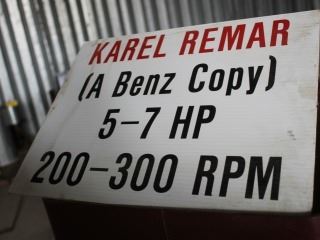 KAREL REMAR
(A Benz Copy)
5–7 HP
200–300 RPM